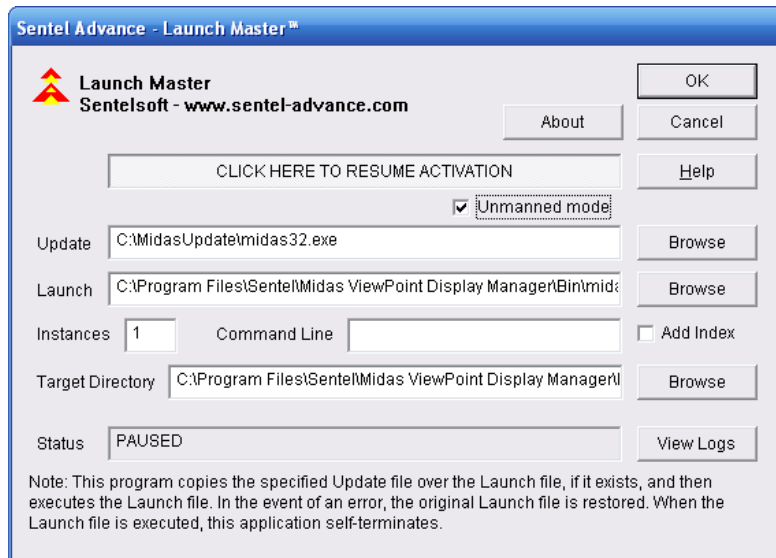 Sentel Advance - Launch Master™
Launch Master
Sentelsoft - www.sentel-advance.com
OK
About
Cancel
CLICK HERE TO RESUME ACTIVATION
Help
Unmanned mode
Update
C:\MidasUpdate\midas32.exe
Browse
Launch
C:\Program Files\Sentel\Midas ViewPoint Display Manager\Bin\mida
Browse
Instances
1
Command Line
Add Index
Target Directory
C:\Program Files\Sentel\Midas ViewPoint Display Manager\
Browse
Status
PAUSED
View Logs
Note: This program copies the specified Update file over the Launch file, if it exists, and then
executes the Launch file. In the event of an error, the original Launch file is restored. When the
Launch file is executed, this application self-terminates.